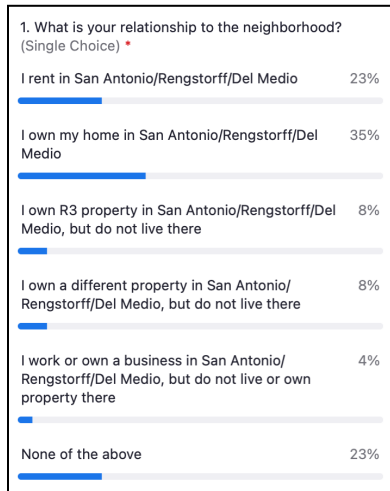 1. What is your relationship to the neighborhood?
(Single Choice) *
I rent in San Antonio/Rengstorff/Del Medio 23%
I own my home in San Antonio/Rengstorff/Del 35%
Medio
I own R3 property in San Antonio/Rengstorff/Del 8%
Medio, but do not live there
I own a different property in San Antonio/ 8%
Rengstorff/Del Medio, but do not live there
I work or own a business in San Antonio/ 4%
Rengstorff/Del Medio, but do not live or own
property there
None of the above 23%